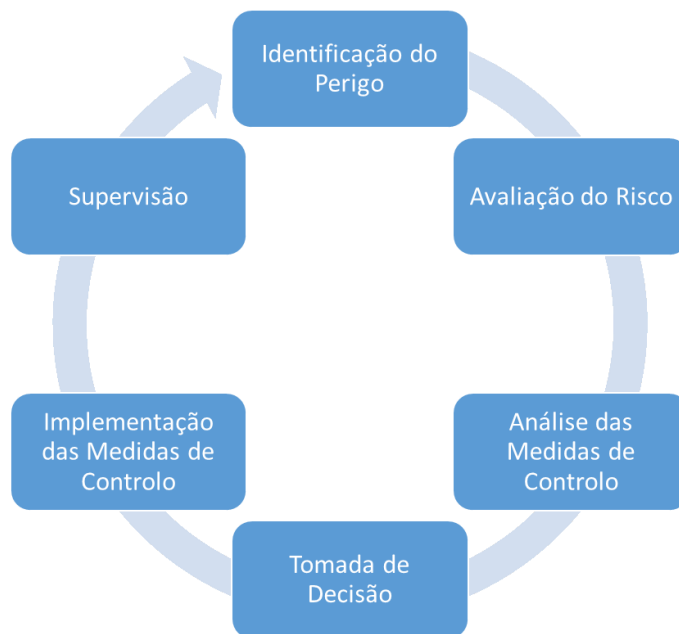 Identificação do
Perigo
Avaliação do Risco
Análise das
Medidas de
Controlo
Tomada de
Decisão
Implementação
das Medidas de
Controlo
Supervisão